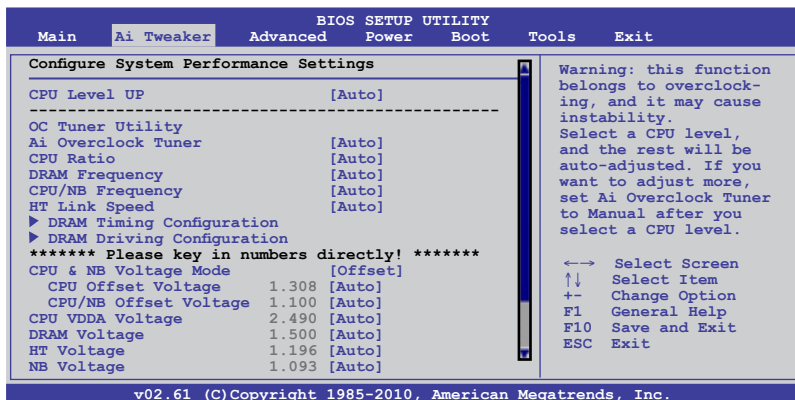 BIOS SETUP UTILITY
Main Ai Tweaker Advanced Power Boot Tools Exit
Configure System Performance Settings
CPU Level UP [Auto]
OC Tuner Utility
Ai Overclock Tuner [Auto]
CPU Ratio [Auto]
DRAM Frequency [Auto]
CPU/NB Frequency [Auto]
HT Link Speed [Auto]
DRAM Timing Configuration
DRAM Driving Configuration
******* Please key in numbers directly! *******
CPU & NB Voltage Mode [Offset]
CPU Offset Voltage 1.308 [Auto]
CPU/NB Offset Voltage 1.100 [Auto]
CPU VDDA Voltage 2.490 [Auto]
DRAM Voltage 1.500 [Auto]
HT Voltage 1.196 [Auto]
NB Voltage 1.093 [Auto]
Warning: this function
belongs to overclock-
ing, and it may cause
instability.
Select a CPU level,
and the rest will be
auto-adjusted. If you
want to adjust more,
set Ai Overclock Tuner
to Manual after you
select a CPU level.
←→ Select Screen
↑↓ Select Item
+- Change Option
F1 General Help
F10 Save and Exit
ESC Exit
v02.61 (C)Copyright 1985-2010, American Megatrends, Inc.